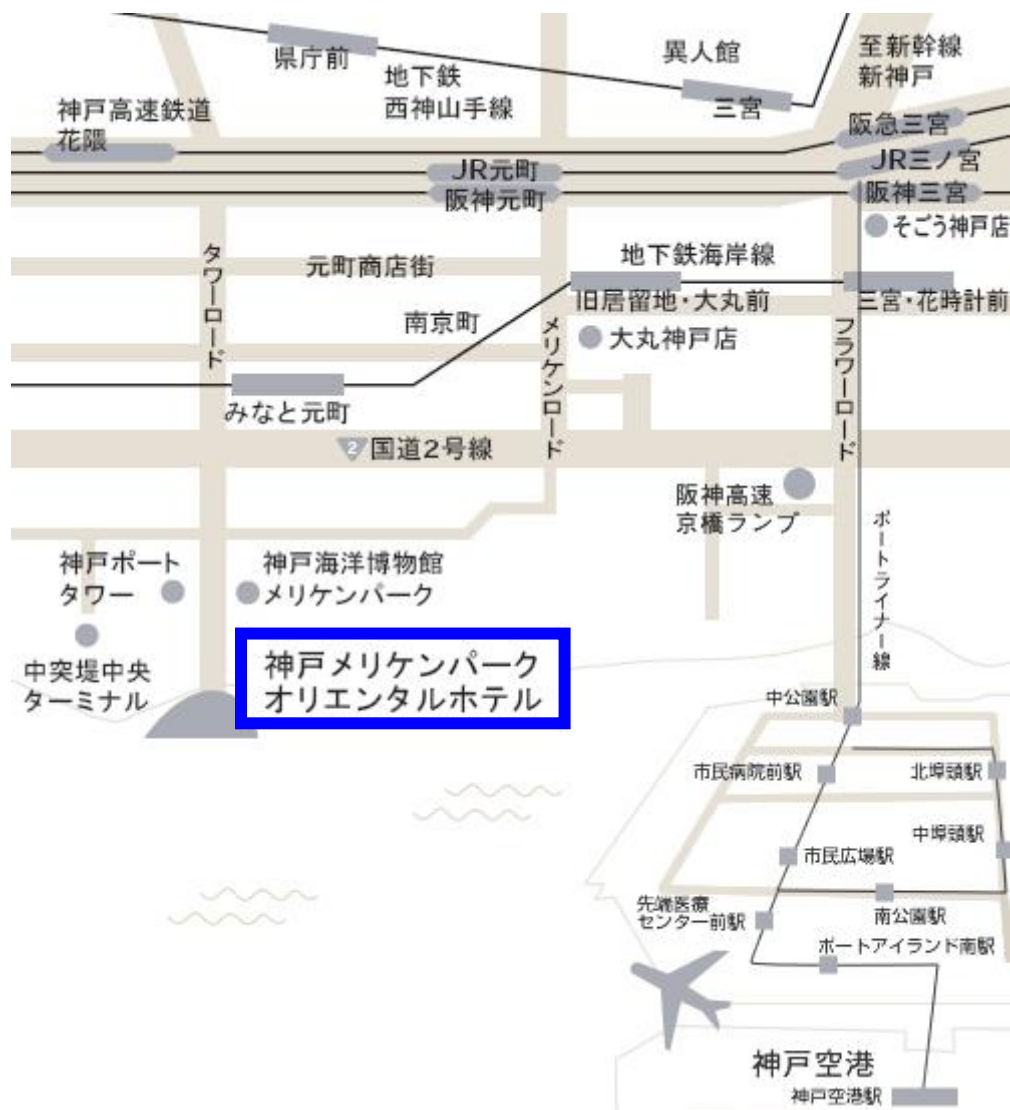 県庁前
地下鉄
西神山手線
異人館
三宮
至新幹線
新神戸
神戸高速鉄道
花隈
阪急三宮
JR元町
JR三ノ宮
阪神元町
阪神三宮
そごう神戸店
タワーロード
元町商店街
地下鉄海岸線
旧居留地・大丸前
三宮・花時計前
南京町
メリケンロード
大丸神戸店
フラワーロード
みなと元町
2
国道2号線
阪神高速
京橋ランプ
ポートライナー線
神戸ポート
タワー
神戸海洋博物館
メリケンパーク
中突堤中央
ターミナル
神戸メリケンパーク
オリエンタルホテル
中公園駅
市民病院前駅
北埠頭駅
中埠頭駅
市民広場駅
先端医療
センター前駅
南公園駅
ポートアイランド南駅
神戸空港
神戸空港駅